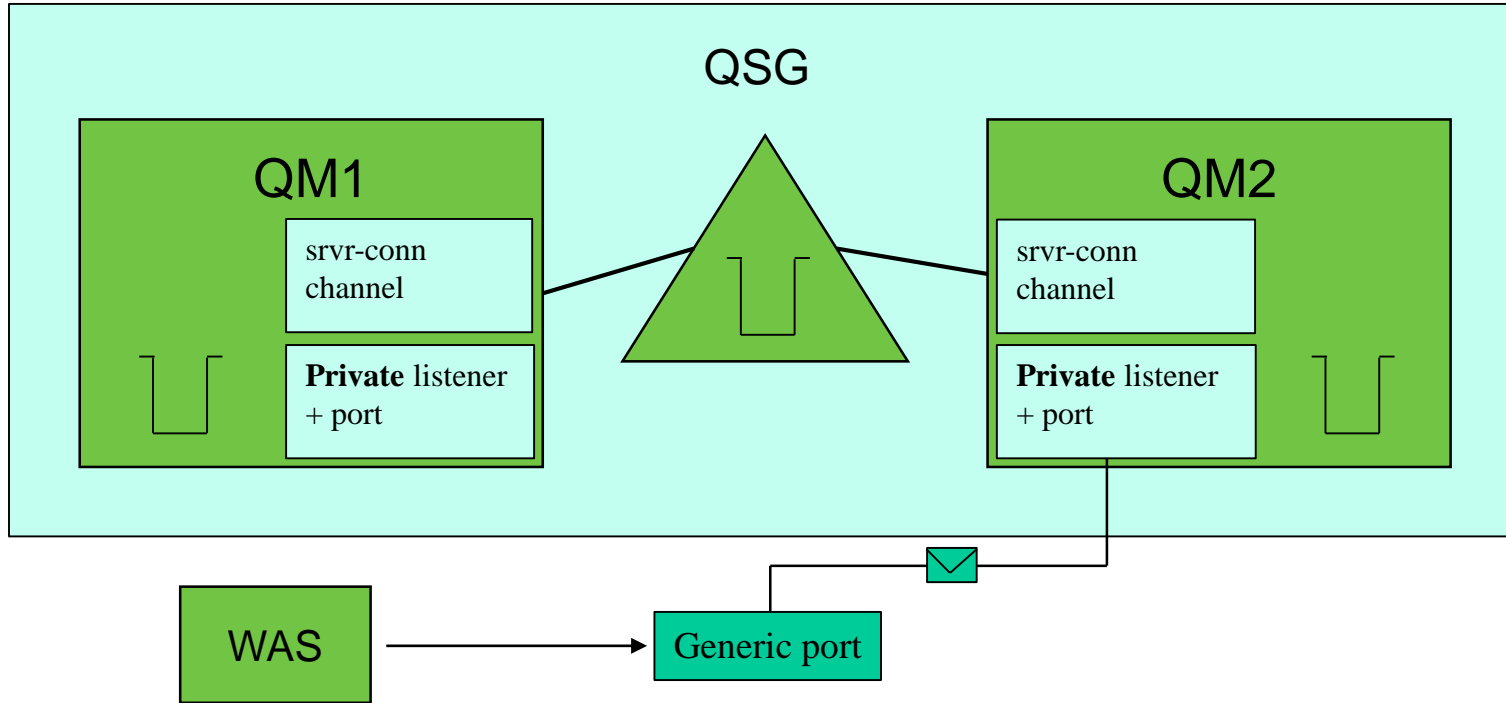 QSG
QM1
srvr-conn
channel
Private listener
+ port
QM2
srvr-conn
channel
Private listener
+ port
WAS
Generic port